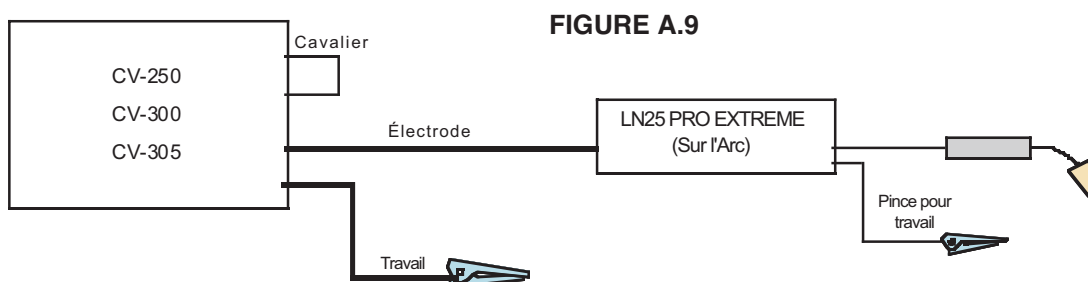 FIGURE A.9
Cavalier
CV-250
CV-300
CV-305
Électrode
LN25 PRO EXTREME
(Sur l'Arc)
Pince pour
travail
Travail